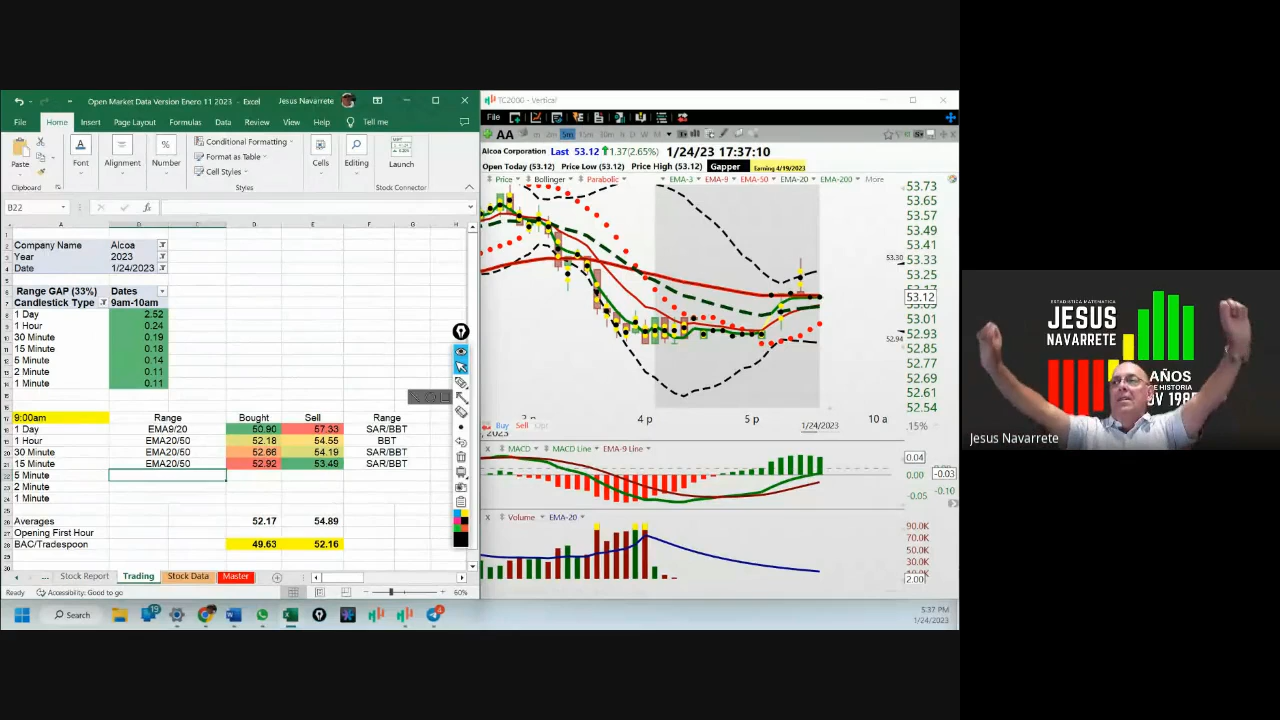 Open Market Data Version Enero 11 2023 - Excel
Jesus Navarrete
File Home Insert Page Layout Formulas Data Review View Help Tell me
Paste
Clipboard
Font
Alignment
Number
Conditional Formatting
Format as Table
Cell Styles
Styles
Cells
Editing
Launch
Stock Connector
B22
A B C D E F G H
Company Name Alcoa
Year 2023
Date 1/24/2023
Range GAP (33%) Dates
Candlestick Type 9am-10am
1 Day 2.52
1 Hour 0.24
30 Minute 0.19
15 Minute 0.18
5 Minute 0.14
2 Minute 0.11
1 Minute 0.11
9:00am Range Bought Sell Range
1 Day EMA9/20 50.90 57.33 SAR/BBT
1 Hour EMA20/50 52.18 54.55 BBT
30 Minute EMA20/50 52.66 54.19 SAR/BBT
15 Minute EMA20/50 52.92 53.49 SAR/BBT
5 Minute
2 Minute
1 Minute
Averages 52.17 54.89
Opening First Hour
BAC/Tradespoon 49.63 52.16
... Stock Report Trading Stock Data Master
Ready Accessibility: Good to go 60%
Search
TC2000 - Vertical
File
AA 5m
Alcoa Corporation Last 53.12 1.37(2.65%) 1/24/23 17:37:10
Open Today (53.12) Price Low (53.12) Price High (53.12) Gapper Earning 4/19/2023
Price Bollinger Parabolic EMA-3 EMA-9 EMA-50 EMA-20 EMA-200 More
53.73
53.65
53.57
53.49
53.41
53.33
53.30
53.25
53.12
53.01
52.93
52.94
52.85
52.77
52.69
52.61
52.54
Buy Sell
4 p 5 p 1/24/2023 10 a
.15%
X MACD MACD Line EMA-9 Line
0.04
0.00 -0.03
-0.05 -0.10
X Volume EMA-20
90.0K
70.0K
50.0K
30.0K
2.00
5:37 PM
1/24/2023
ESTADISTICA MATEMATICA
JESUS
NAVARRETE
AÑOS
E HISTORIA
NOV 198
Jesus Navarrete